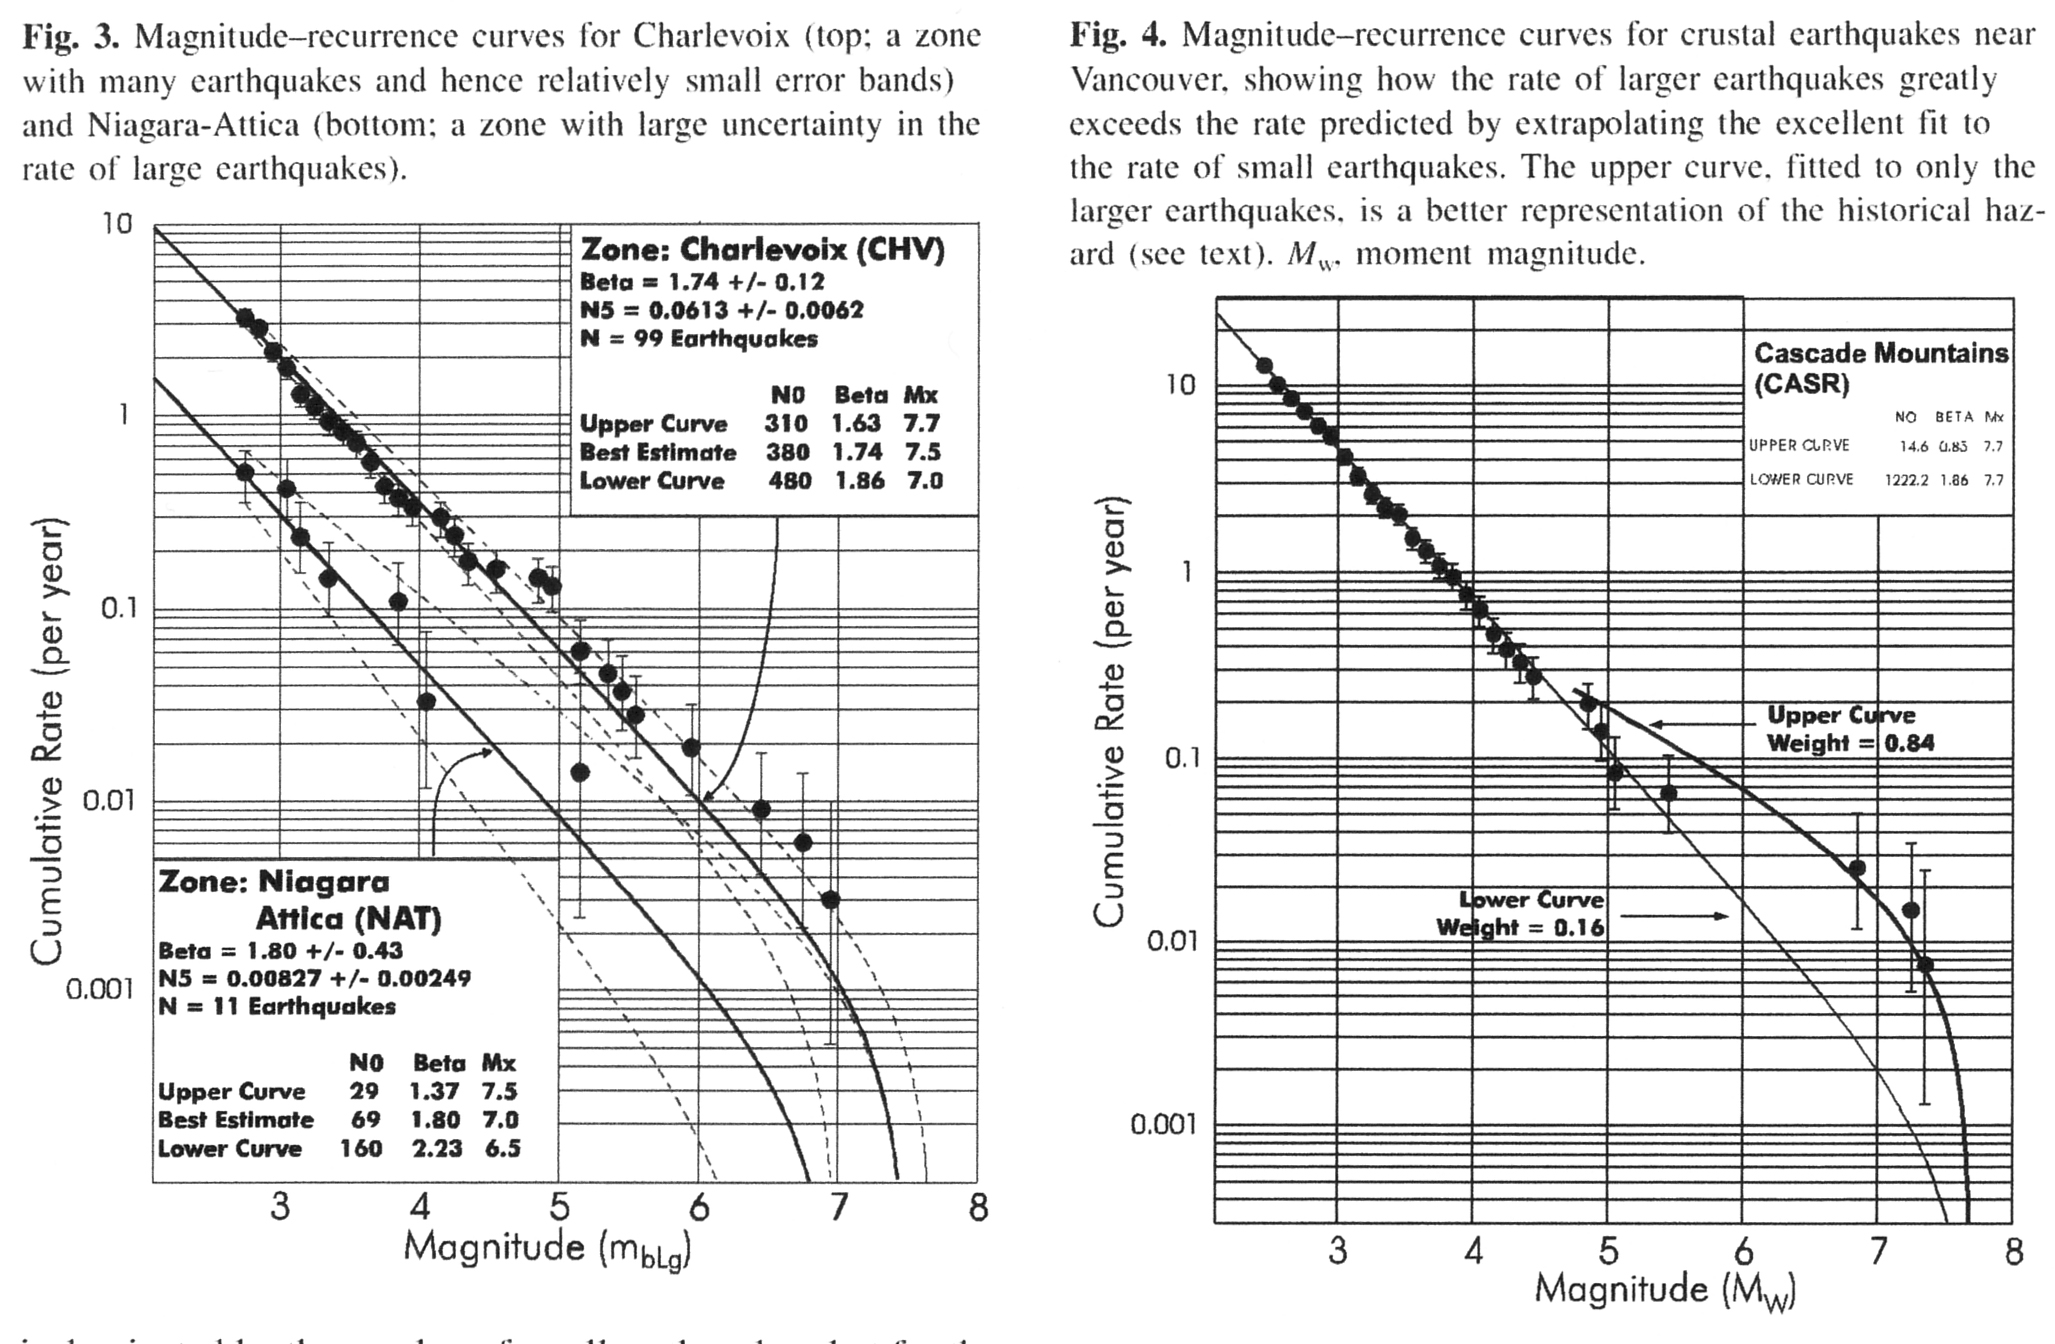 Fig. 3. Magnitude–recurrence curves for Charlevoix (top; a zone
with many earthquakes and hence relatively small error bands)
and Niagara-Attica (bottom; a zone with large uncertainty in the
rate of large earthquakes).
10
1
0.1
0.01
0.001
Cumulative Rate (per year)
Zone: Charlevoix (CHV)
Beta = 1.74 +/- 0.12
N5 = 0.0613 +/- 0.0062
N = 99 Earthquakes
N0 Beta Mx
Upper Curve 310 1.63 7.7
Best Estimate 380 1.74 7.5
Lower Curve 480 1.86 7.0
Zone: Niagara
Attica (NAT)
Beta = 1.80 +/- 0.43
N5 = 0.00827 +/- 0.00249
N = 11 Earthquakes
N0 Beta Mx
Upper Curve 29 1.37 7.5
Best Estimate 69 1.80 7.0
Lower Curve 160 2.23 6.5
3 4 5 6 7 8
Magnitude (mbLg)
Fig. 4. Magnitude–recurrence curves for crustal earthquakes near
Vancouver, showing how the rate of larger earthquakes greatly
exceeds the rate predicted by extrapolating the excellent fit to
the rate of small earthquakes. The upper curve, fitted to only the
larger earthquakes, is a better representation of the historical haz-
ard (see text). Mw, moment magnitude.
10
1
0.1
0.01
0.001
Cumulative Rate (per year)
Cascade Mountains
(CASR)
NO BETA Mx
UPPER CURVE 14.6 0.83 7.7
LOWER CURVE 1222.2 1.86 7.7
Upper Curve
Weight = 0.84
Lower Curve
Weight = 0.16
3 4 5 6 7 8
Magnitude (MW)